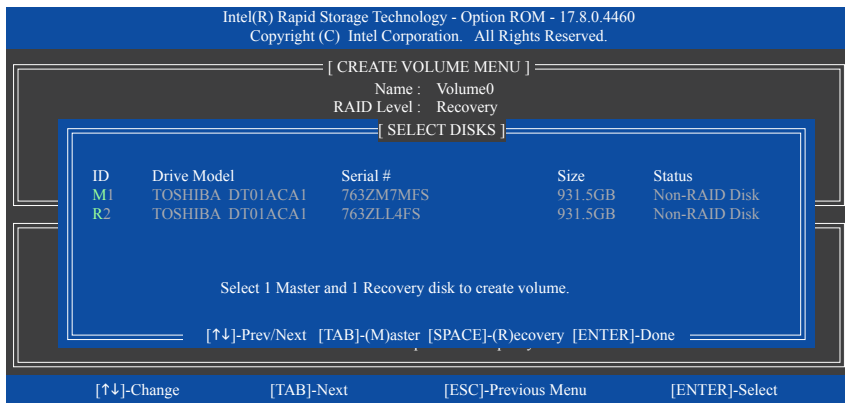 Intel(R) Rapid Storage Technology - Option ROM - 17.8.0.4460
Copyright (C) Intel Corporation. All Rights Reserved.
[ CREATE VOLUME MENU ]
Name : Volume0
RAID Level : Recovery
[ SELECT DISKS ]
ID Drive Model Serial # Size Status
M1 TOSHIBA DT01ACA1 763ZM7MFS 931.5GB Non-RAID Disk
R2 TOSHIBA DT01ACA1 763ZLL4FS 931.5GB Non-RAID Disk
Select 1 Master and 1 Recovery disk to create volume.
[↑↓]-Prev/Next [TAB]-(M)aster [SPACE]-(R)ecovery [ENTER]-Done
[↑↓]-Change [TAB]-Next [ESC]-Previous Menu [ENTER]-Select